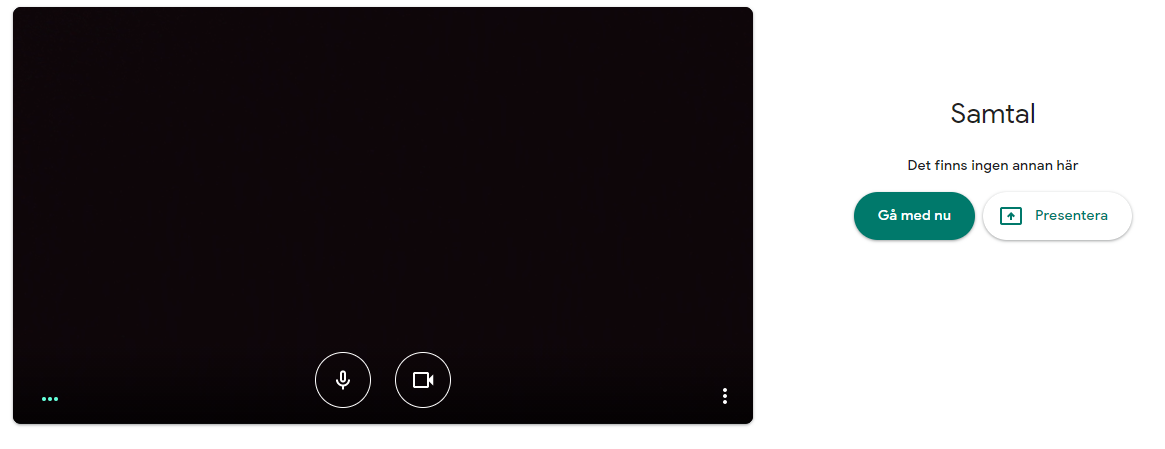 Samtal
Det finns ingen annan här
Gå med nu
Presentera